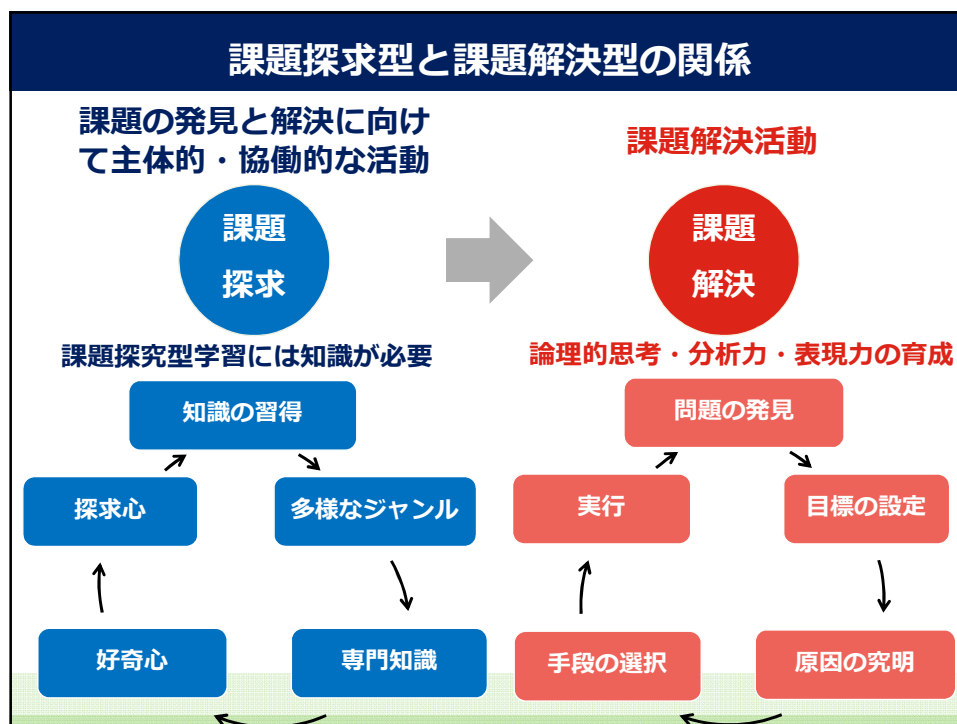 課題探求型と課題解決型の関係
課題の発見と解決に向け
て主体的・協働的な活動
課題
探求
課題探究型学習には知識が必要
知識の習得
探求心
多様なジャンル
好奇心
専門知識
課題解決活動
課題
解決
論理的思考・分析力・表現力の育成
問題の発見
実行
目標の設定
手段の選択
原因の究明